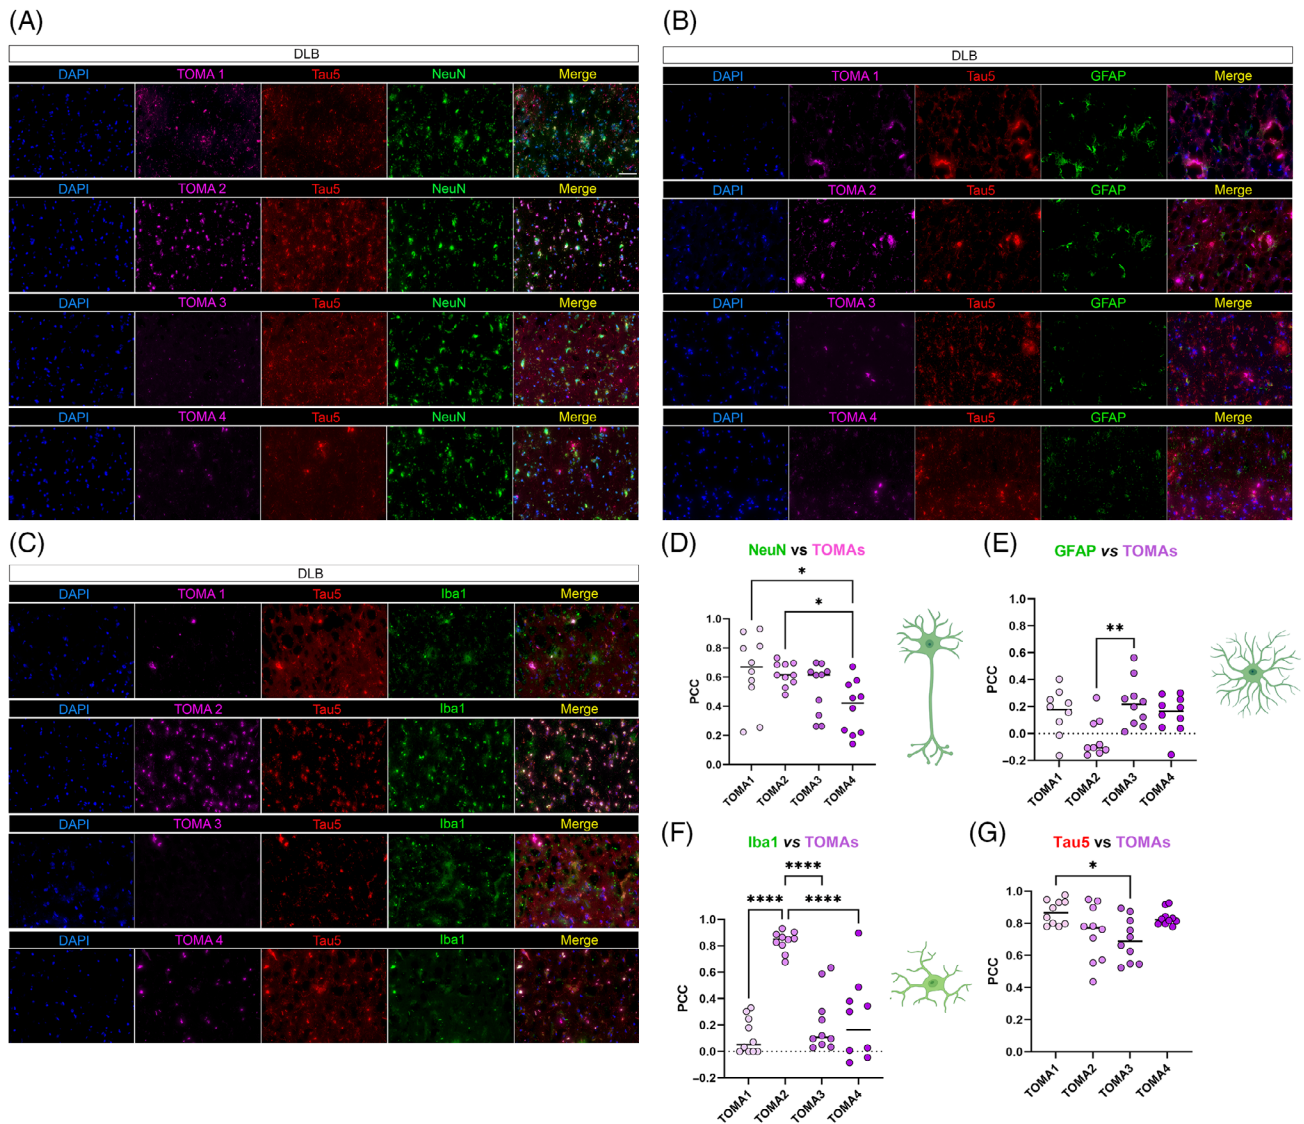 (A)
DLB
DAPI TOMA 1 Tau5 NeuN Merge
DAPI TOMA 2 Tau5 NeuN Merge
DAPI TOMA 3 Tau5 NeuN Merge
DAPI TOMA 4 Tau5 NeuN Merge
(B)
DLB
DAPI TOMA 1 Tau5 GFAP Merge
DAPI TOMA 2 Tau5 GFAP Merge
DAPI TOMA 3 Tau5 GFAP Merge
DAPI TOMA 4 Tau5 GFAP Merge
(C)
DLB
DAPI TOMA 1 Tau5 Iba1 Merge
DAPI TOMA 2 Tau5 Iba1 Merge
DAPI TOMA 3 Tau5 Iba1 Merge
DAPI TOMA 4 Tau5 Iba1 Merge
(D)
NeuN vs TOMAs
*
*
PCC
1.0
0.8
0.6
0.4
0.2
0.0
TOMA1 TOMA2 TOMA3 TOMA4
(E)
GFAP vs TOMAs
**
PCC
1.0
0.8
0.6
0.4
0.2
0.0
−0.2
TOMA1 TOMA2 TOMA3 TOMA4
(F)
Iba1 vs TOMAs
****
**** ****
PCC
1.0
0.8
0.6
0.4
0.2
0.0
−0.2
TOMA1 TOMA2 TOMA3 TOMA4
(G)
Tau5 vs TOMAs
*
PCC
1.0
0.8
0.6
0.4
0.2
0.0
TOMA1 TOMA2 TOMA3 TOMA4